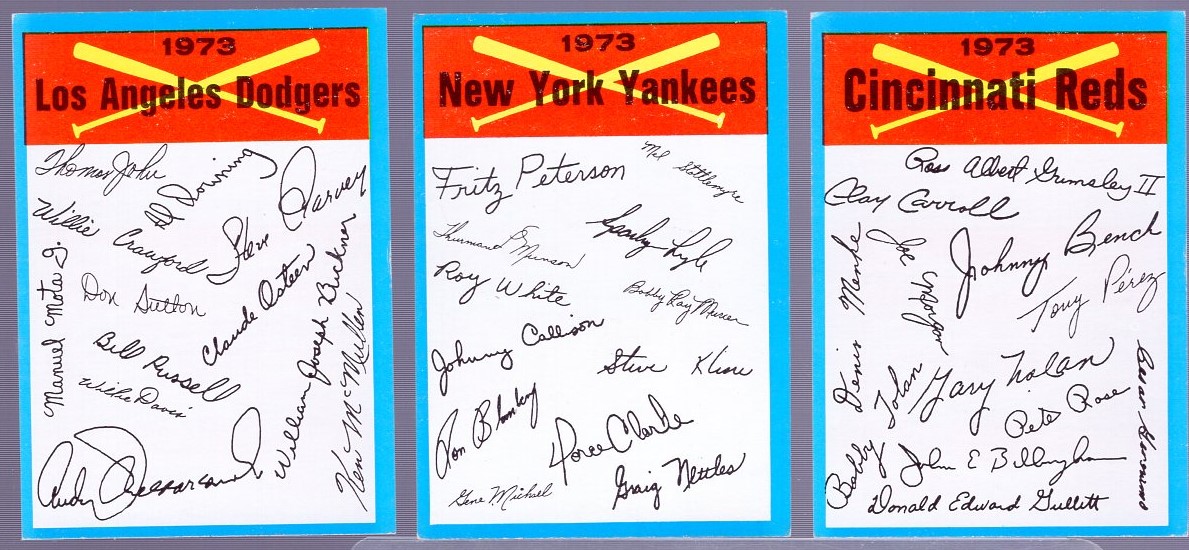 1973
Los Angeles Dodgers
Thomas John
Al Downing
Steve Garvey
Willie Crawford
Manuel Mota G.
Don Sutton
Claude Osteen
William Joseph Buckner
Bill Russell
Willie Davis
Ken McMullen
Andy Messersmith
1973
New York Yankees
Fritz Peterson
Mel Stottlemyre
Sparky Lyle
Thurman Munson
Roy White
Bobby Ray Murcer
Johnny Callison
Steve Kline
Ron Blomberg
Horace Clarke
Gene Michael
Graig Nettles
1973
Cincinnati Reds
Ross Albert Grimsley II
Clay Carroll
Johnny Bench
Denis Menke
Joe Morgan
Tony Pérez
Gary Nolan
Bobby Tolan
Pete Rose
Cesar Geronimo
John E Billingham
Donald Edward Gullett